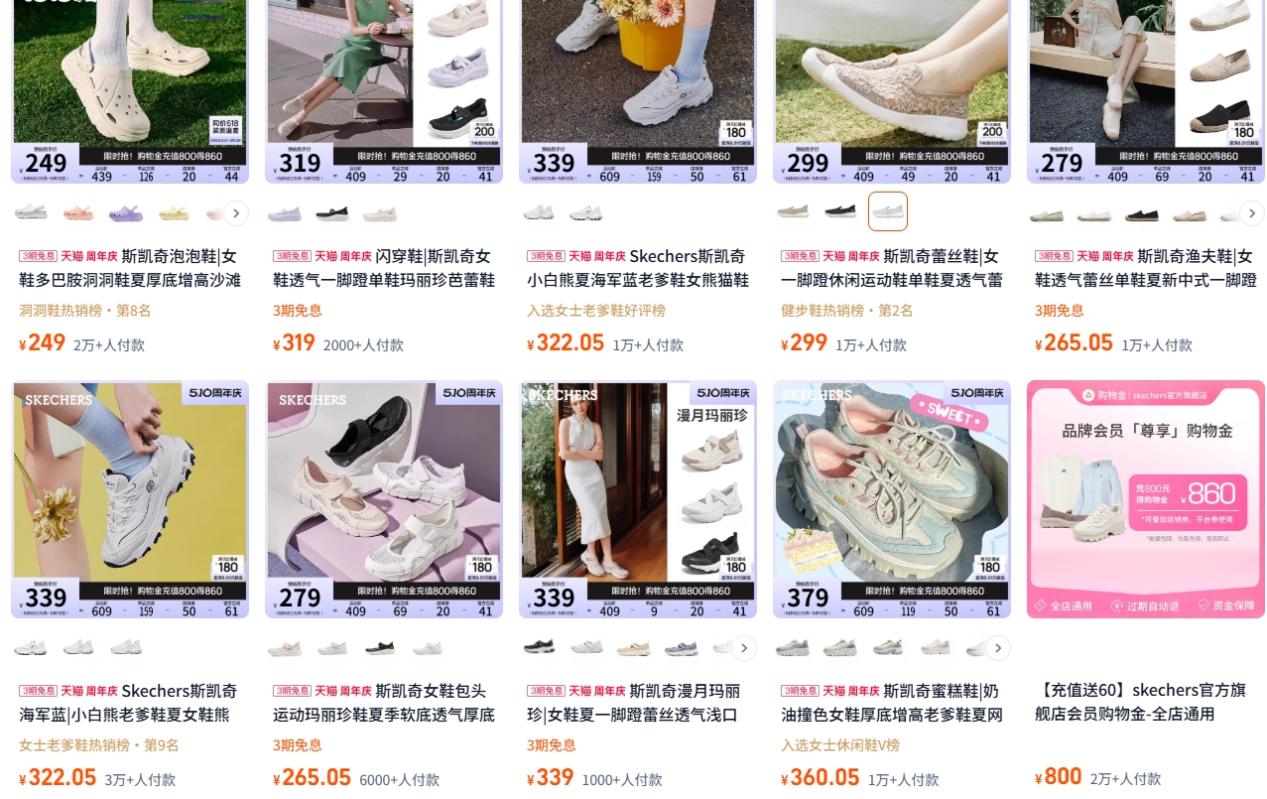 249
限时抢！购物金充值800得860
439 126 20 44
319
限时抢！购物金充值800得860
409 29 20 41
200
339
限时抢！购物金充值800得860
609 159 50 61
180
299
限时抢！购物金充值800得860
409 49 20 41
200
279
限时抢！购物金充值800得860
409 69 20 41
180
3期免息 天猫 周年庆 斯凯奇泡泡鞋|女
鞋多巴胺洞洞鞋夏厚底增高沙滩
洞洞鞋热销榜·第8名
¥249 2万+人付款
3期免息 天猫 周年庆 闪穿鞋|斯凯奇女
鞋透气一脚蹬单鞋玛丽珍芭蕾鞋
3期免息
¥319 2000+人付款
3期免息 天猫 周年庆 Skechers斯凯奇
小白熊夏海军蓝老爹鞋女熊猫鞋
入选女士老爹鞋好评榜
¥322.05 1万+人付款
3期免息 天猫 周年庆 斯凯奇蕾丝鞋|女
一脚蹬休闲运动鞋单鞋夏透气蕾
健步鞋热销榜·第2名
¥299 1万+人付款
3期免息 天猫 周年庆 斯凯奇渔夫鞋|女
鞋透气蕾丝单鞋夏新中式一脚蹬
3期免息
¥265.05 1万+人付款
SKECHERS
5.10周年庆
180
339
限时抢！购物金充值800得860
609 159 50 61
SKECHERS
5.10周年庆
180
279
限时抢！购物金充值800得860
409 69 20 41
SKECHERS
5.10周年庆
漫月玛丽珍
180
339
限时抢！购物金充值800得860
409 9 20 41
5.10周年庆
SWEET
180
379
限时抢！购物金充值800得860
609 119 50 61
购物金 | skechers官方旗舰店
品牌会员「尊享」购物金
充800元
得购物金
¥860
*可叠加店铺券、平台券使用
全店通用 过期自动退 资金保障
3期免息 天猫 周年庆 Skechers斯凯奇
海军蓝|小白熊老爹鞋夏女鞋熊
女士老爹鞋热销榜·第9名
¥322.05 3万+人付款
3期免息 天猫 周年庆 斯凯奇女鞋包头
运动玛丽珍鞋夏季软底透气厚底
3期免息
¥265.05 6000+人付款
3期免息 天猫 周年庆 斯凯奇漫月玛丽
珍|女鞋夏一脚蹬蕾丝透气浅口
3期免息
¥339 1000+人付款
3期免息 天猫 周年庆 斯凯奇蜜糕鞋|奶
油撞色女鞋厚底增高老爹鞋夏网
入选女士休闲鞋V榜
¥360.05 1万+人付款
【充值送60】skechers官方旗
舰店会员购物金-全店通用
¥800 2万+人付款